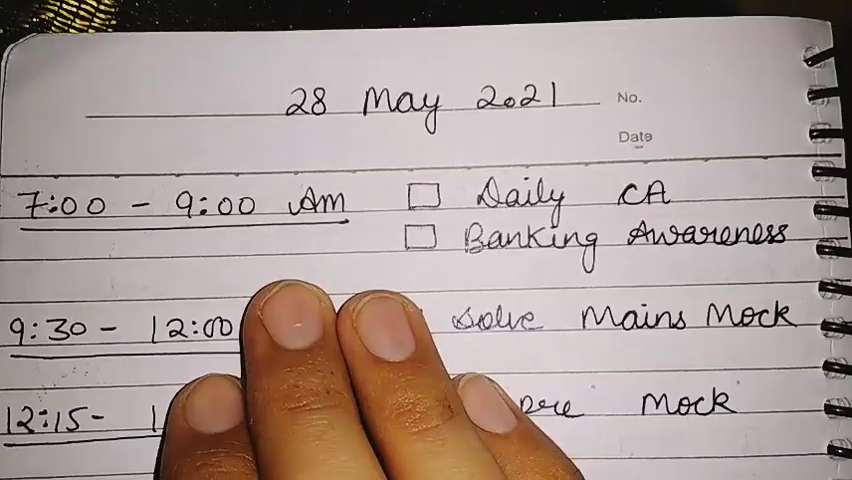 28 May 2021 No.
Date
7:00 - 9:00 Am Daily CA
Banking Awareness
9:30 - 12:00 Solve Mains Mock
12:15- Pre Mock